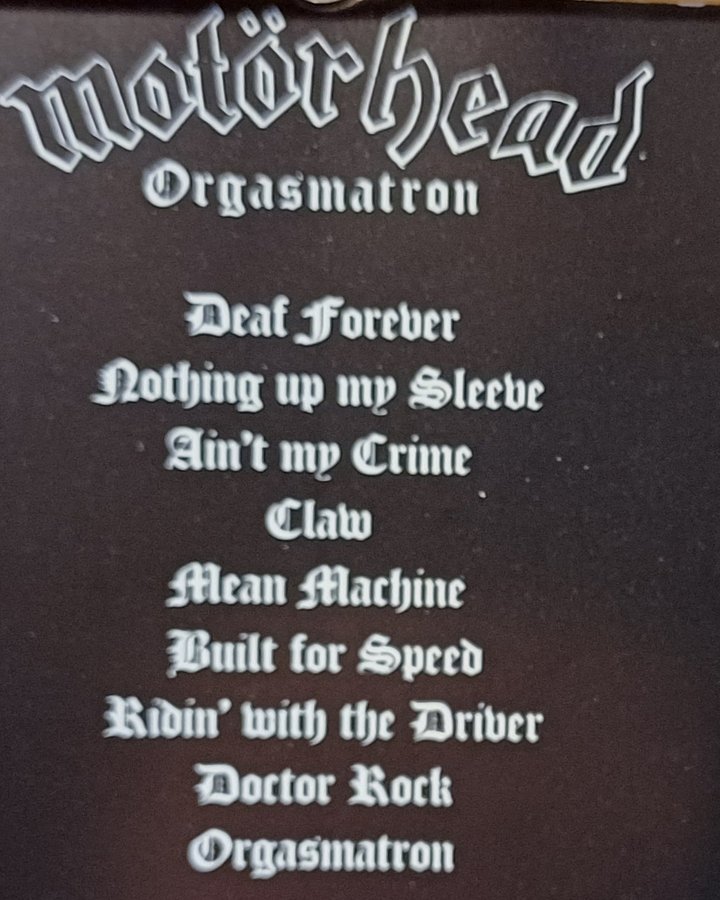 motörhead
Orgasmatron
Deaf Forever
Nothing up my Sleeve
Ain't my Crime
Claw
Mean Machine
Built for Speed
Ridin' with the Driver
Doctor Rock
Orgasmatron